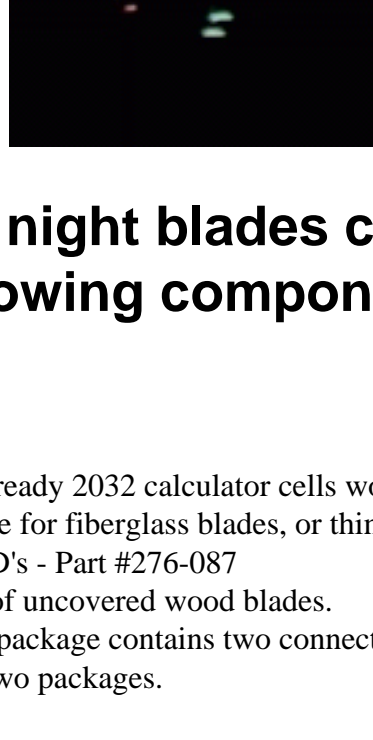 night blades c
owing compon
ready 2032 calculator cells wo
e for fiberglass blades, or thin
D's - Part #276-087
of uncovered wood blades.
package contains two connect
wo packages.